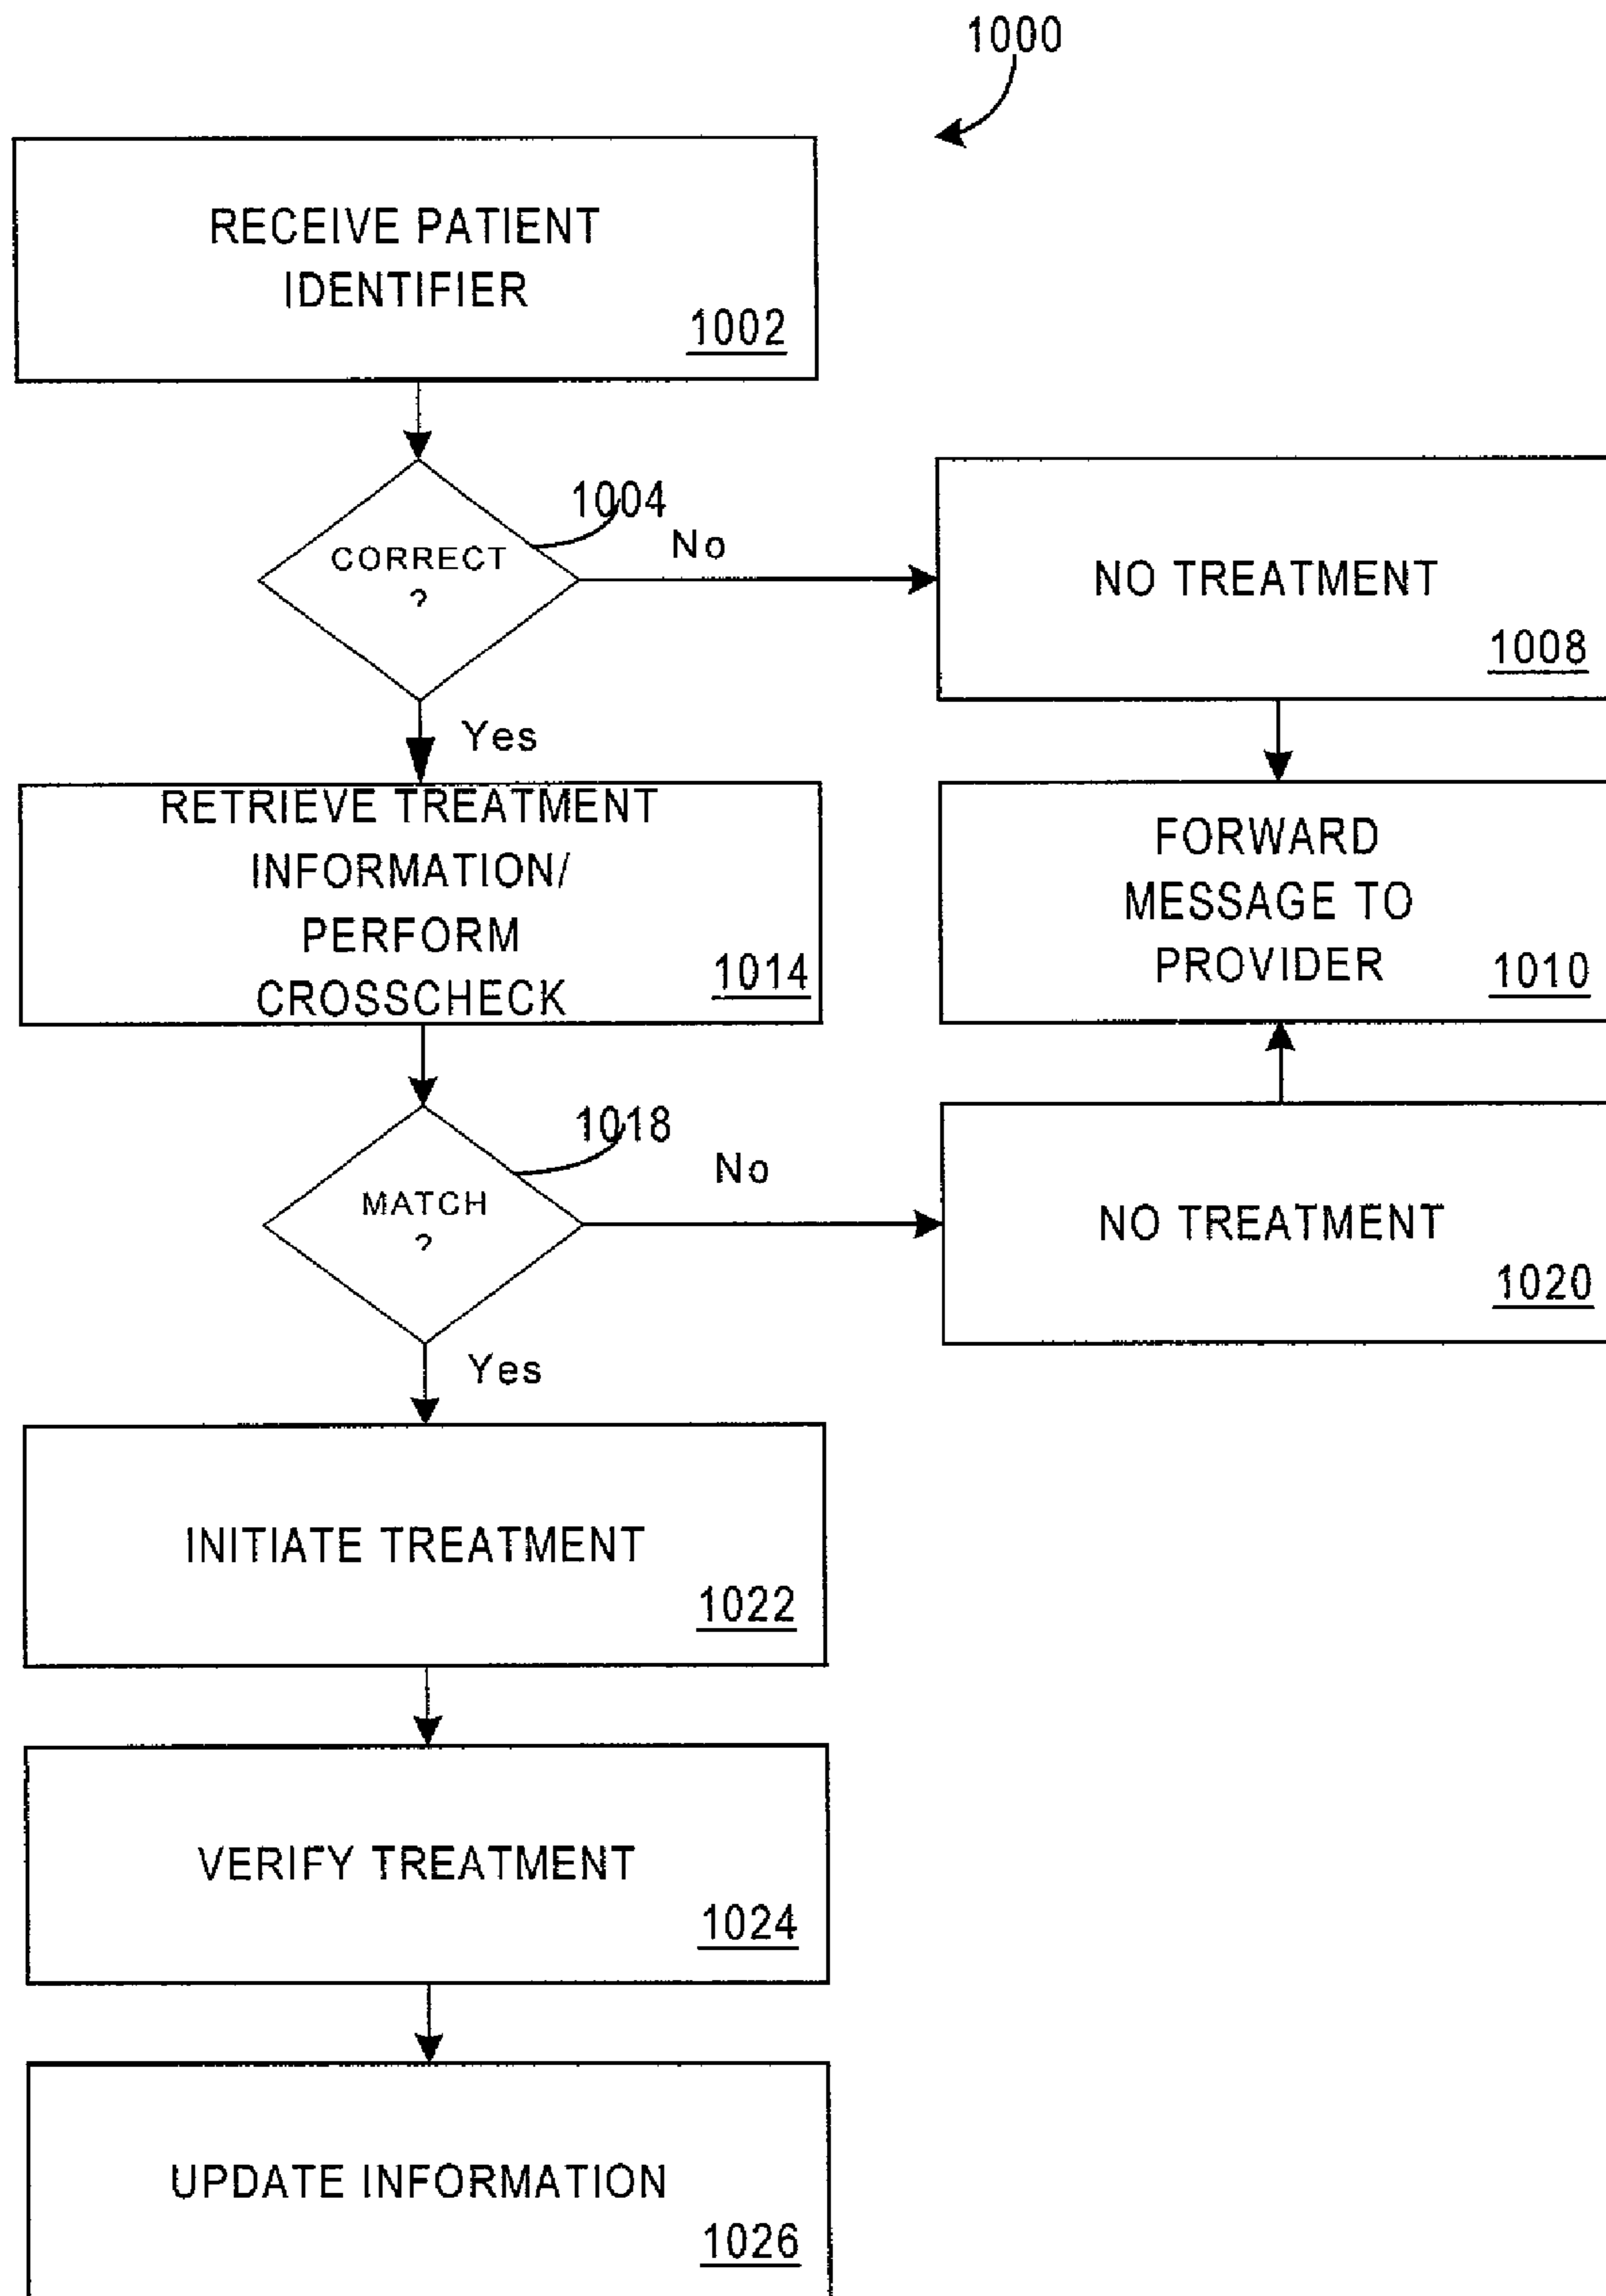 1000
RECEIVE PATIENT
IDENTIFIER
1002
1004
CORRECT
?
No
NO TREATMENT
1008
Yes
RETRIEVE TREATMENT
INFORMATION/
PERFORM
CROSSCHECK
1014
FORWARD
MESSAGE TO
PROVIDER
1010
1018
MATCH
?
No
NO TREATMENT
1020
Yes
INITIATE TREATMENT
1022
VERIFY TREATMENT
1024
UPDATE INFORMATION
1026